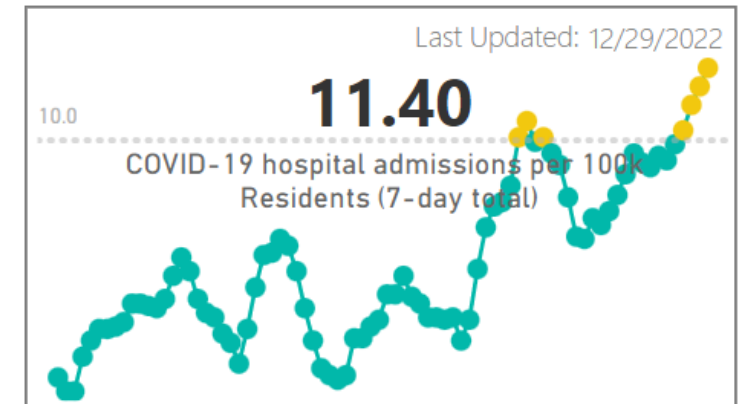 Last Updated: 12/29/2022
11.40
10.0
COVID-19 hospital admissions per 100k
Residents (7-day total)